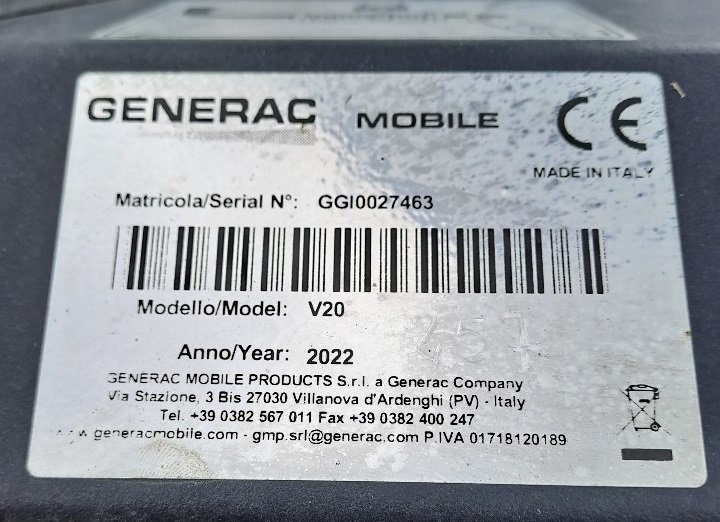 GENERAC MOBILE
CE
MADE IN ITALY
Matricola/Serial N°: GGI0027463
Modello/Model: V20
257
Anno/Year: 2022
GENERAC MOBILE PRODUCTS S.r.l. a Generac Company
Via Stazione, 3 Bis 27030 Villanova d'Ardenghi (PV) - Italy
Tel. +39 0382 567 011 Fax +39 0382 400 247
www.generacmobile.com - gmp.srl@generac.com P.IVA 01718120189